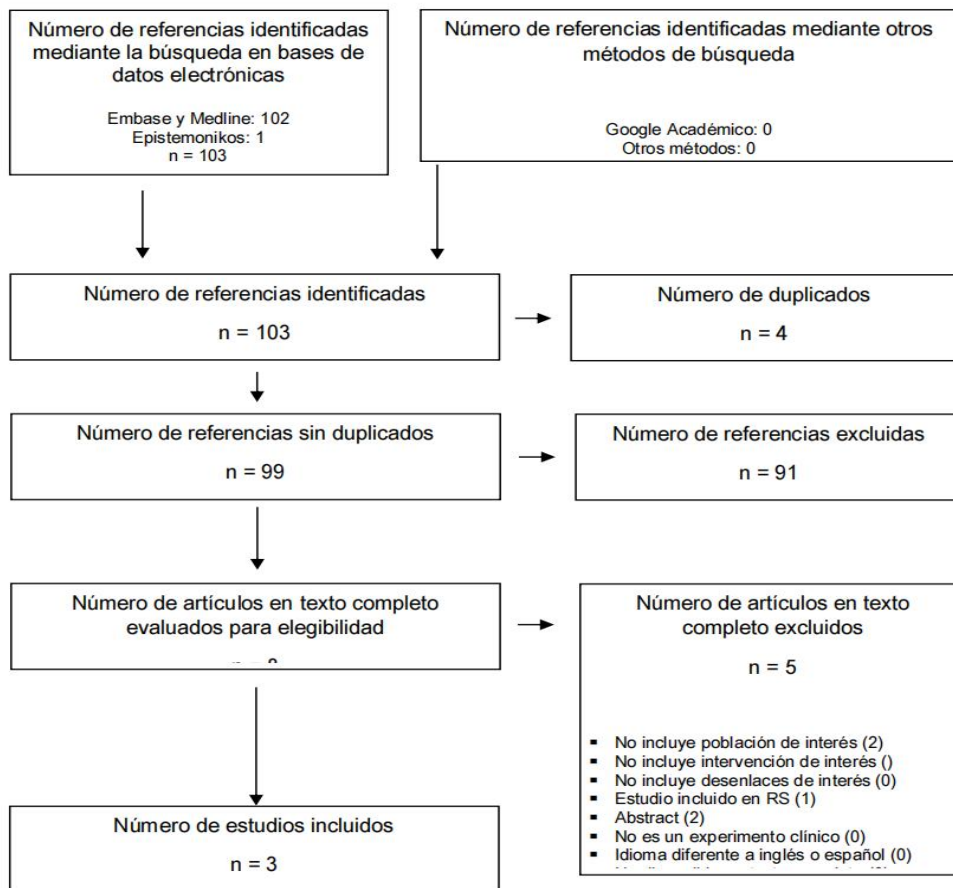 Número de referencias identificadas
mediante la búsqueda en bases de
datos electrónicas
Embase y Medline: 102
Epistemonikos: 1
n = 103
Número de referencias identificadas mediante otros
métodos de búsqueda
Google Académico: 0
Otros métodos: 0
Número de referencias identificadas
n = 103
Número de duplicados
n = 4
Número de referencias sin duplicados
n = 99
Número de referencias excluidas
n = 91
Número de artículos en texto completo
evaluados para elegibilidad
Número de artículos en texto
completo excluidos
n = 5
▪ No incluye población de interés (2)
▪ No incluye intervención de interés ()
▪ No incluye desenlaces de interés (0)
▪ Estudio incluido en RS (1)
▪ Abstract (2)
▪ No es un experimento clínico (0)
▪ Idioma diferente a inglés o español (0)
Número de estudios incluidos
n = 3